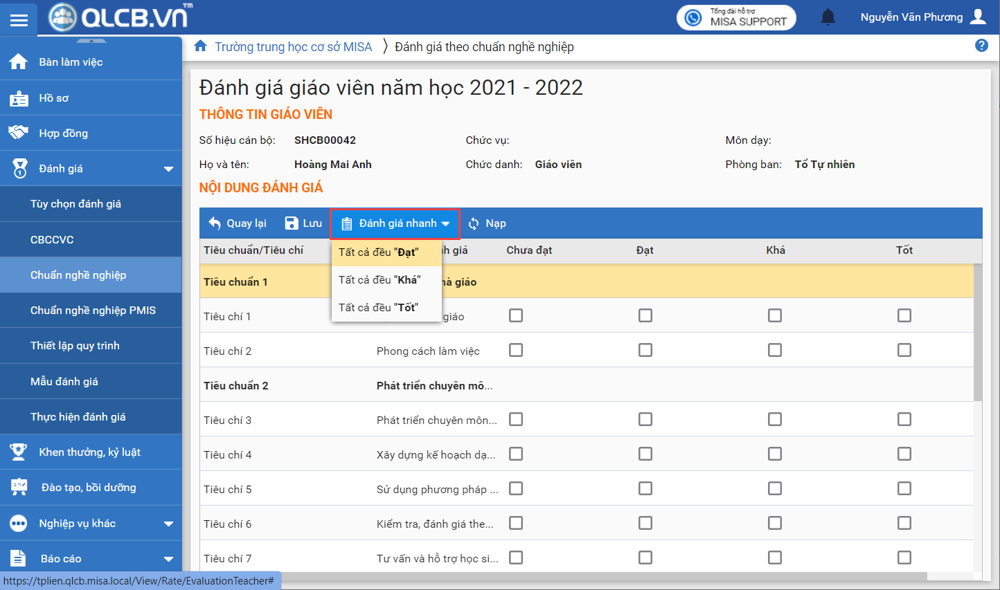 QLCB.vn™
Tổng đài hỗ trợ
MISA SUPPORT
Nguyễn Văn Phương
Bàn làm việc
Hồ sơ
Hợp đồng
1
Đánh giá
Tùy chọn đánh giá
CBCCVC
Chuẩn nghề nghiệp
Chuẩn nghề nghiệp PMIS
Thiết lập quy trình
Mẫu đánh giá
Thực hiện đánh giá
Khen thưởng, kỷ luật
Đào tạo, bồi dưỡng
Nghiệp vụ khác
Báo cáo
https://tplien.qlcb.misa.local/View/Rate/EvaluationTeacher#
Trường trung học cơ sở MISA
Đánh giá theo chuẩn nghề nghiệp
?
Đánh giá giáo viên năm học 2021 - 2022
THÔNG TIN GIÁO VIÊN
Số hiệu cán bộ: SHCB00042 Chức vụ: Môn dạy:
Họ và tên: Hoàng Mai Anh Chức danh: Giáo viên Phòng ban: Tổ Tự nhiên
NỘI DUNG ĐÁNH GIÁ
Quay lại Lưu Đánh giá nhanh Nạp
Tất cả đều "Đạt"
Tất cả đều "Khá"
Tất cả đều "Tốt"
Tiêu chuẩn/Tiêu chí nh giá Chưa đạt Đạt Khá Tốt
Tiêu chuẩn 1 hà giáo
Tiêu chí 1 giáo
Tiêu chí 2 Phong cách làm việc
Tiêu chuẩn 2 Phát triển chuyên mô...
Tiêu chí 3 Phát triển chuyên môn...
Tiêu chí 4 Xây dựng kế hoạch dạ...
Tiêu chí 5 Sử dụng phương pháp ...
Tiêu chí 6 Kiểm tra, đánh giá the...
Tiêu chí 7 Tư vấn và hỗ trợ học si...